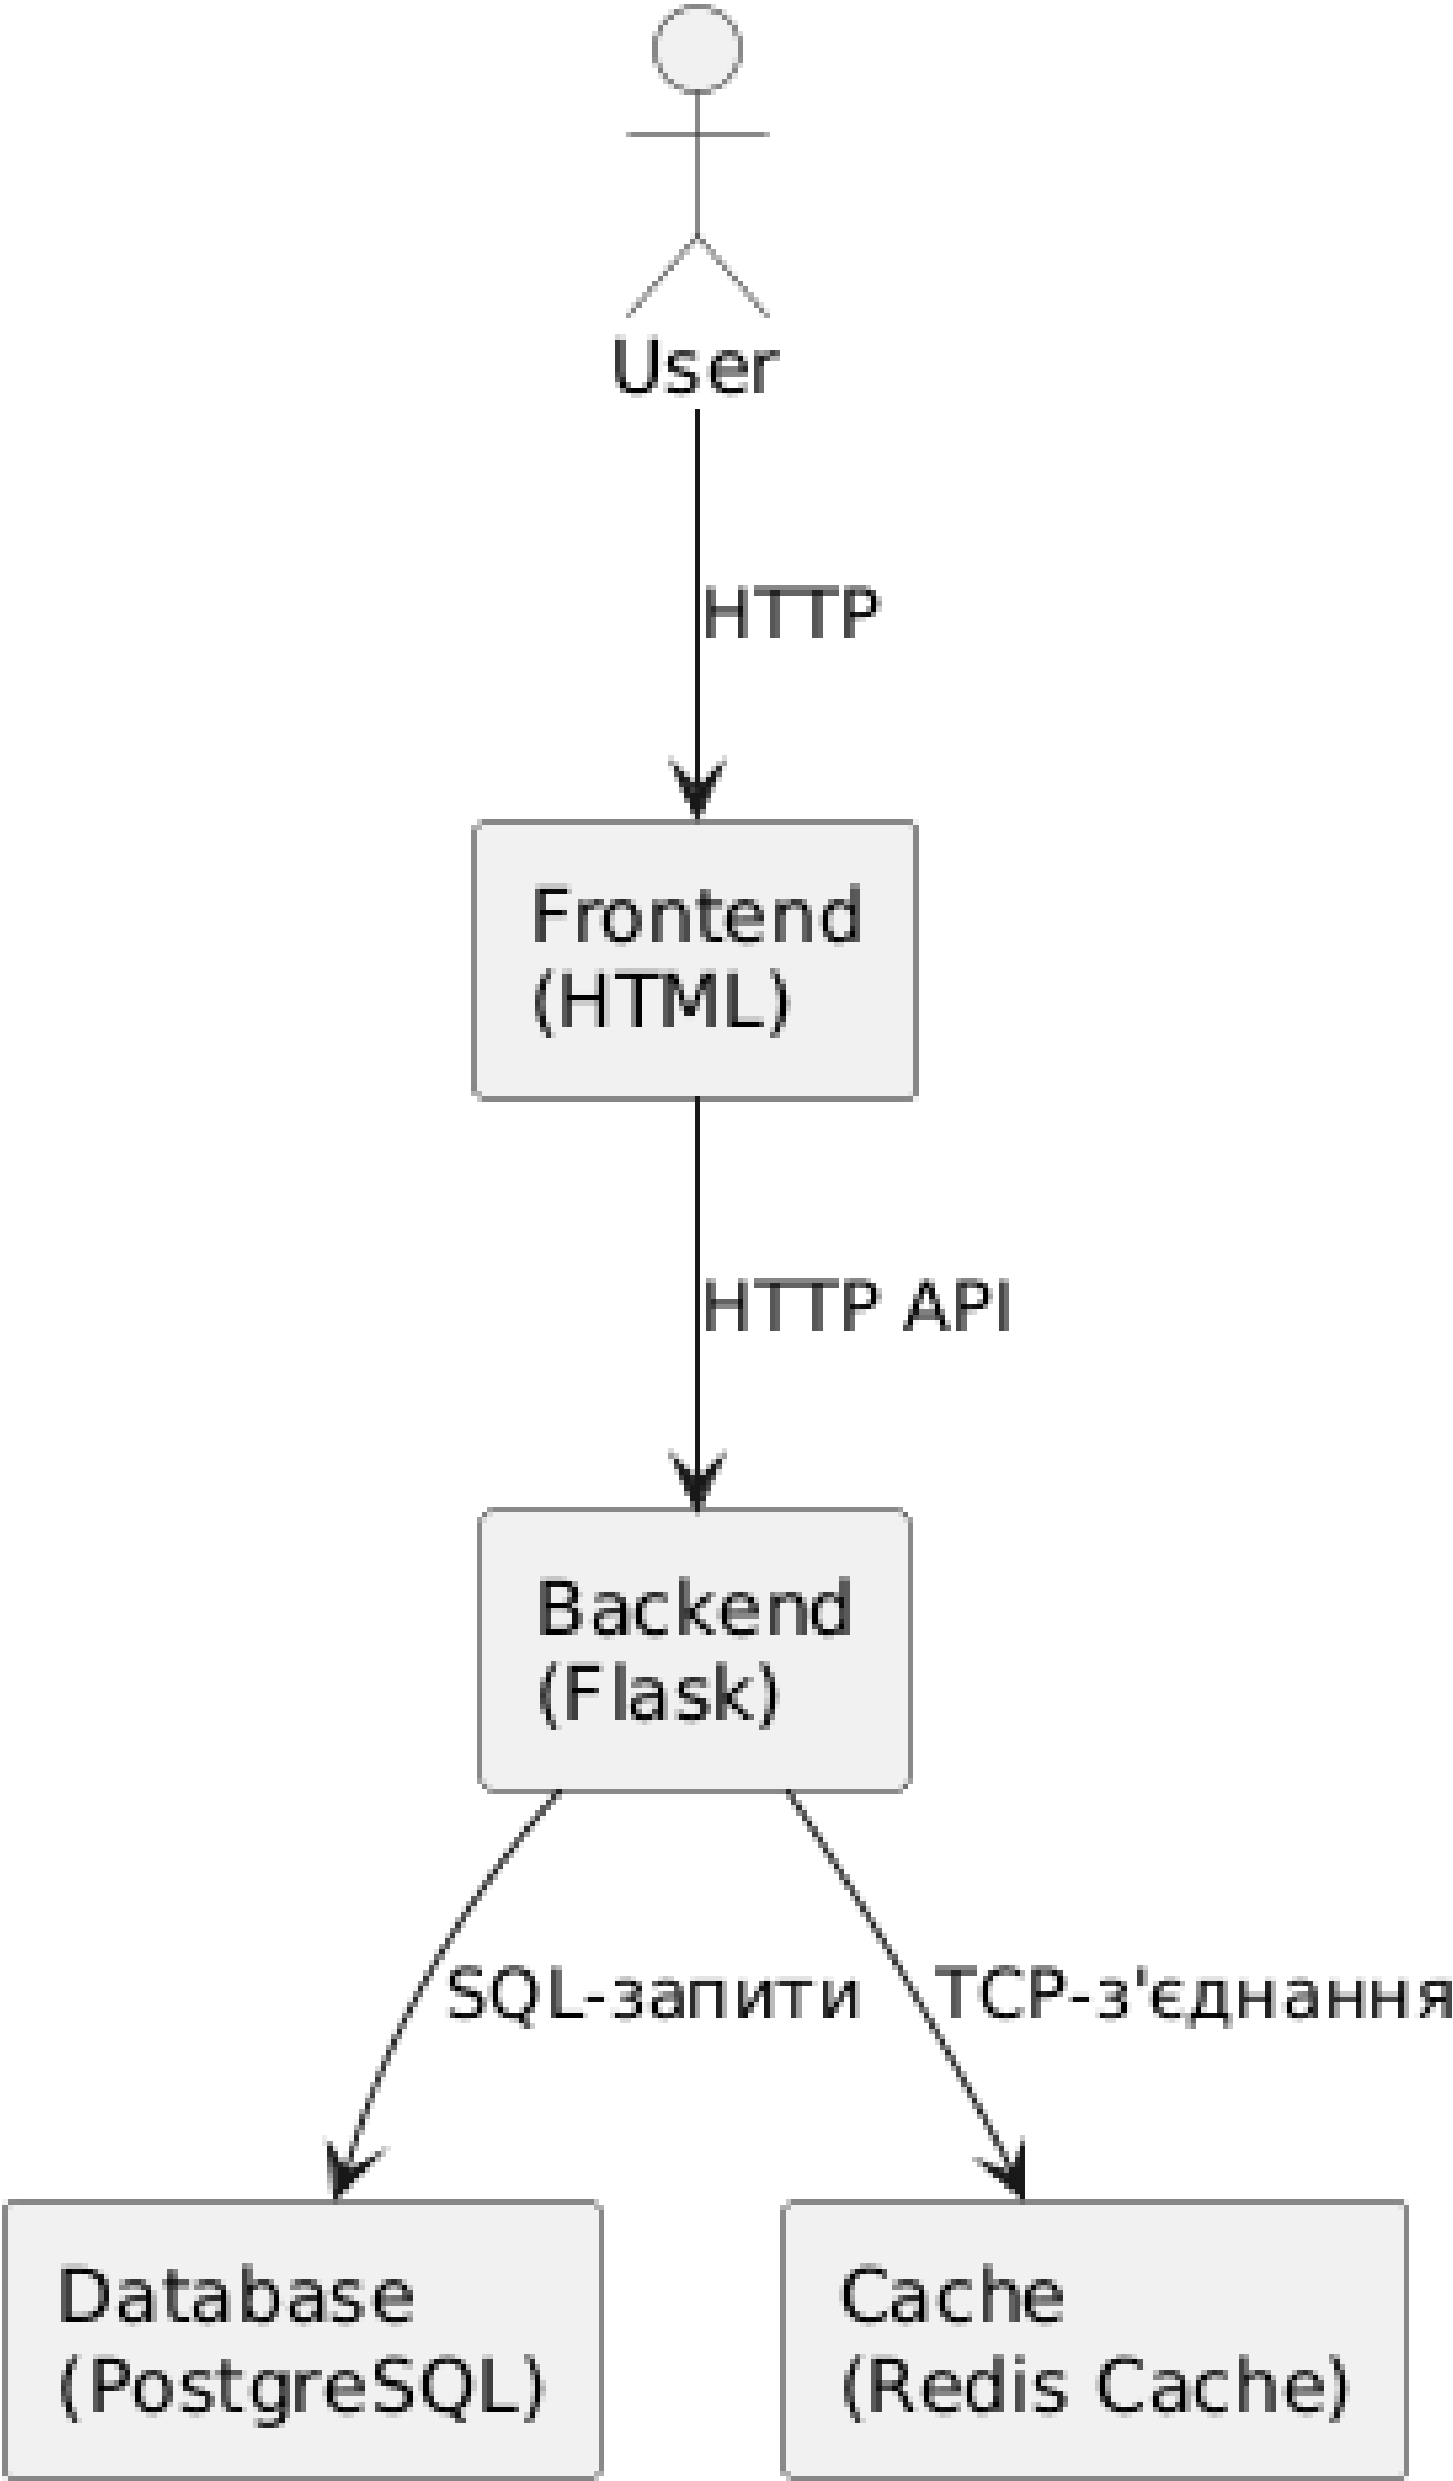 User
HTTP
Frontend
(HTML)
HTTP API
Backend
(Flask)
SQL-запити
TCP-з'єднання
Database
(PostgreSQL)
Cache
(Redis Cache)